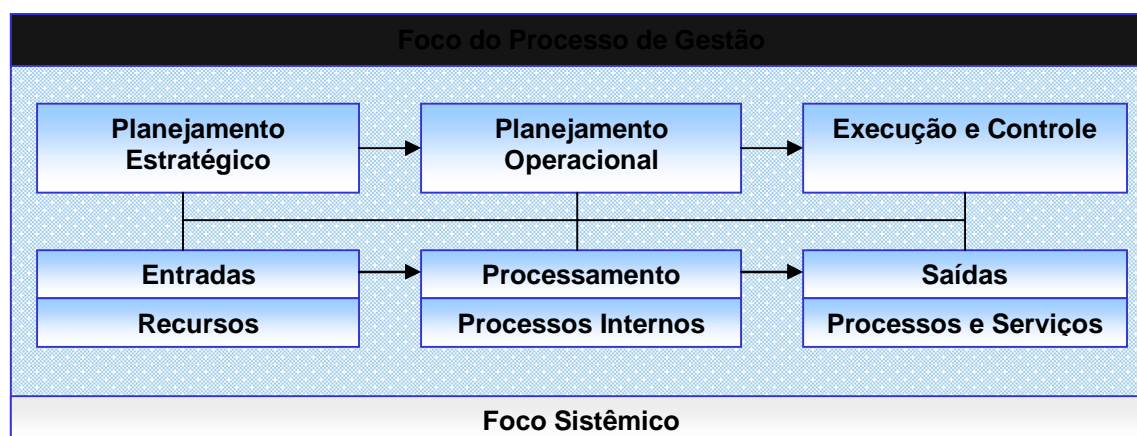 Foco do Processo de Gestão
Planejamento
Estratégico
Planejamento
Operacional
Execução e Controle
Entradas
Processamento
Saídas
Recursos
Processos Internos
Processos e Serviços
Foco Sistêmico